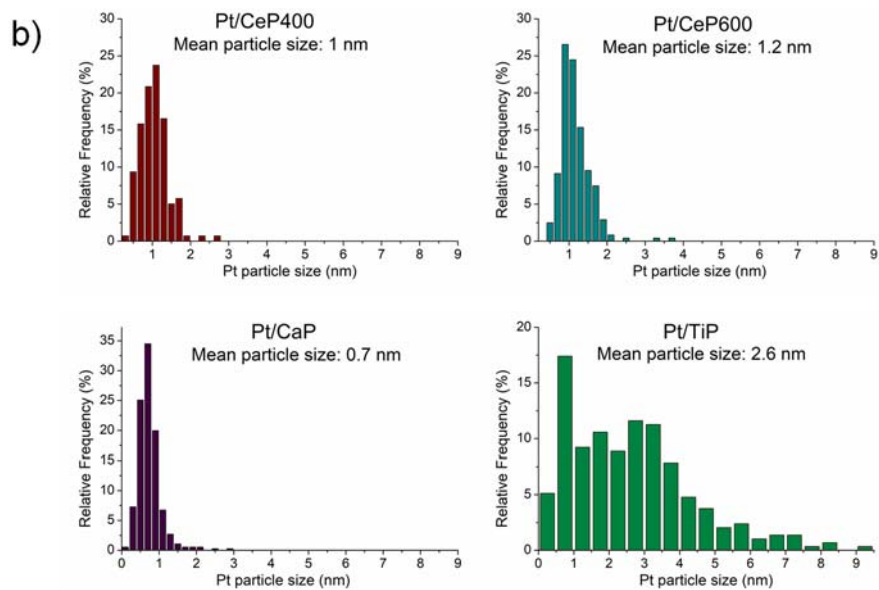 b)
Pt/CeP400
Mean particle size: 1 nm
Relative Frequency (%)
30
25
20
15
10
5
0
1 2 3 4 5 6 7 8 9
Pt particle size (nm)
Pt/CeP600
Mean particle size: 1.2 nm
Relative Frequency (%)
30
25
20
15
10
5
0
1 2 3 4 5 6 7 8 9
Pt particle size (nm)
Pt/CaP
Mean particle size: 0.7 nm
Relative Frequency (%)
35
30
25
20
15
10
5
0
0 1 2 3 4 5 6 7 8 9
Pt particle size (nm)
Pt/TiP
Mean particle size: 2.6 nm
Relative Frequency (%)
20
15
10
5
0
0 1 2 3 4 5 6 7 8 9
Pt particle size (nm)